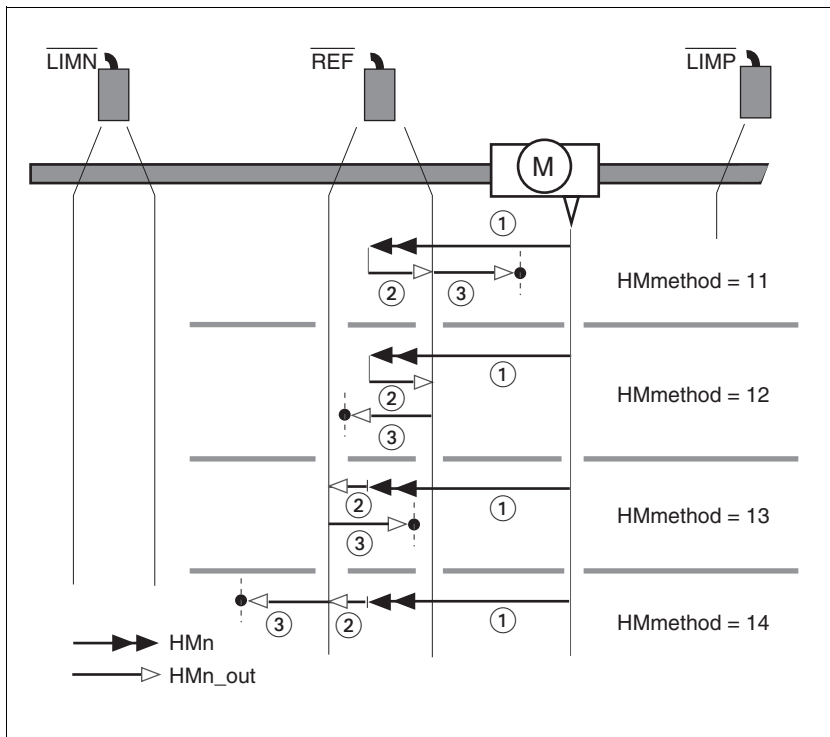 LIMN REF LIMP
M
1
2 3 HMmethod = 11
1
2 HMmethod = 12
3
2 1 HMmethod = 13
3
3 2 1 HMmethod = 14
HMn
HMn_out